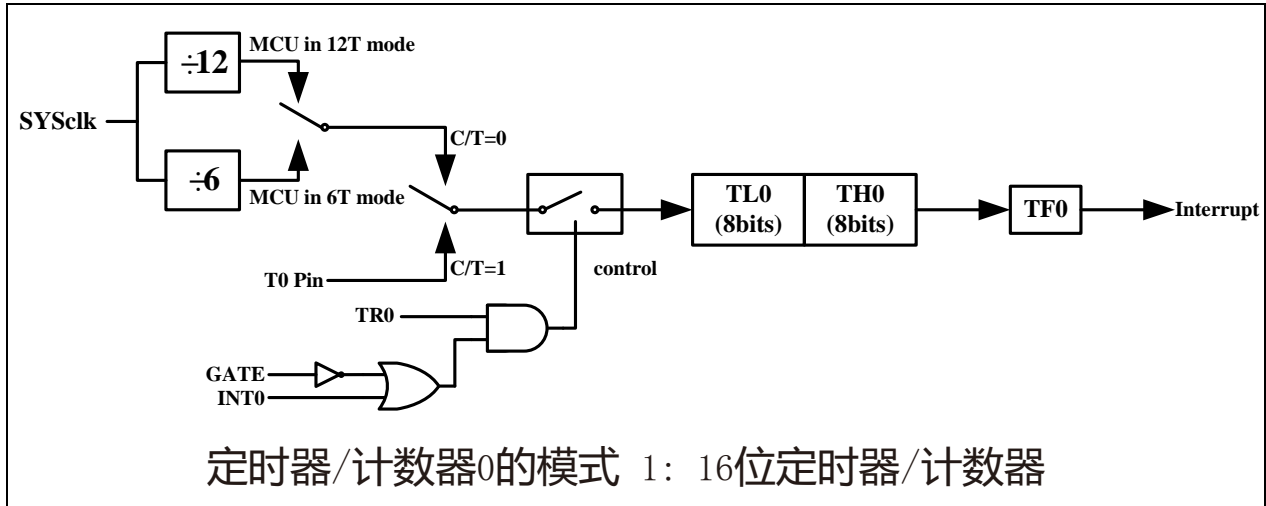 MCU in 12T mode
÷12
SYSclk
C/T=0
÷6
MCU in 6T mode
TL0
(8bits)
TH0
(8bits)
TF0
Interrupt
C/T=1
T0 Pin
control
TR0
GATE
INT0
定时器/计数器0的模式 1: 16位定时器/计数器